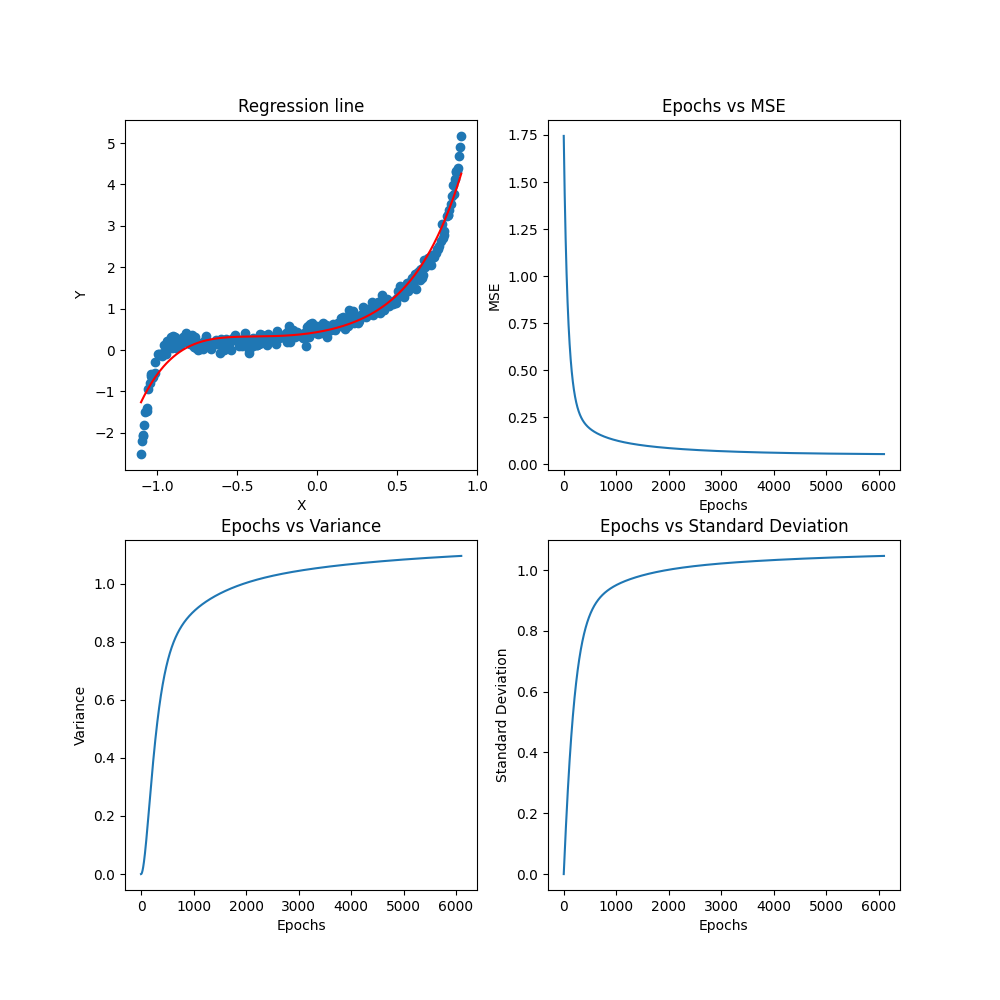 Regression line
Y
5
4
3
2
1
0
−1
−2
−1.0 −0.5 0.0 0.5 1.0
X
Epochs vs MSE
MSE
1.75
1.50
1.25
1.00
0.75
0.50
0.25
0.00
0 1000 2000 3000 4000 5000 6000
Epochs
Epochs vs Variance
Variance
1.0
0.8
0.6
0.4
0.2
0.0
0 1000 2000 3000 4000 5000 6000
Epochs
Epochs vs Standard Deviation
Standard Deviation
1.0
0.8
0.6
0.4
0.2
0.0
0 1000 2000 3000 4000 5000 6000
Epochs